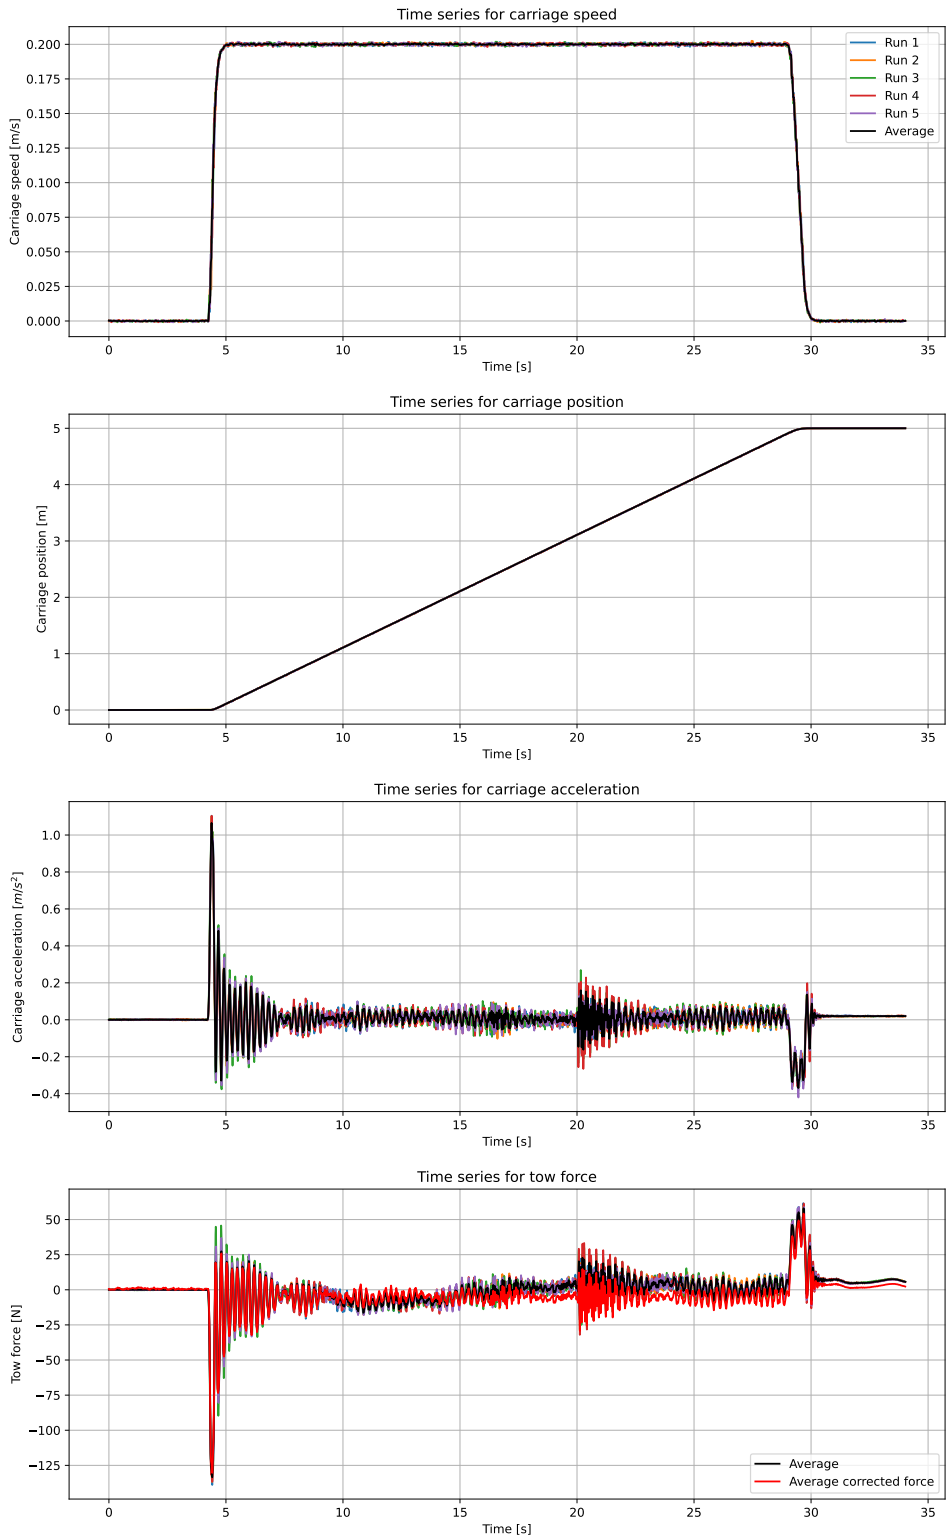 Time series for carriage speed
0.200
0.175
0.150
0.125
0.100
0.075
0.050
0.025
0.000
Carriage speed [m/s]
Run 1
Run 2
Run 3
Run 4
Run 5
Average
0 5 10 15 20 25 30 35
Time [s]
Time series for carriage position
5
4
3
2
1
0
Carriage position [m]
0 5 10 15 20 25 30 35
Time [s]
Time series for carriage acceleration
1.0
0.8
0.6
0.4
0.2
0.0
−0.2
−0.4
Carriage acceleration [m/s²]
0 5 10 15 20 25 30 35
Time [s]
Time series for tow force
50
25
0
−25
−50
−75
−100
−125
Tow force [N]
Average
Average corrected force
0 5 10 15 20 25 30 35
Time [s]